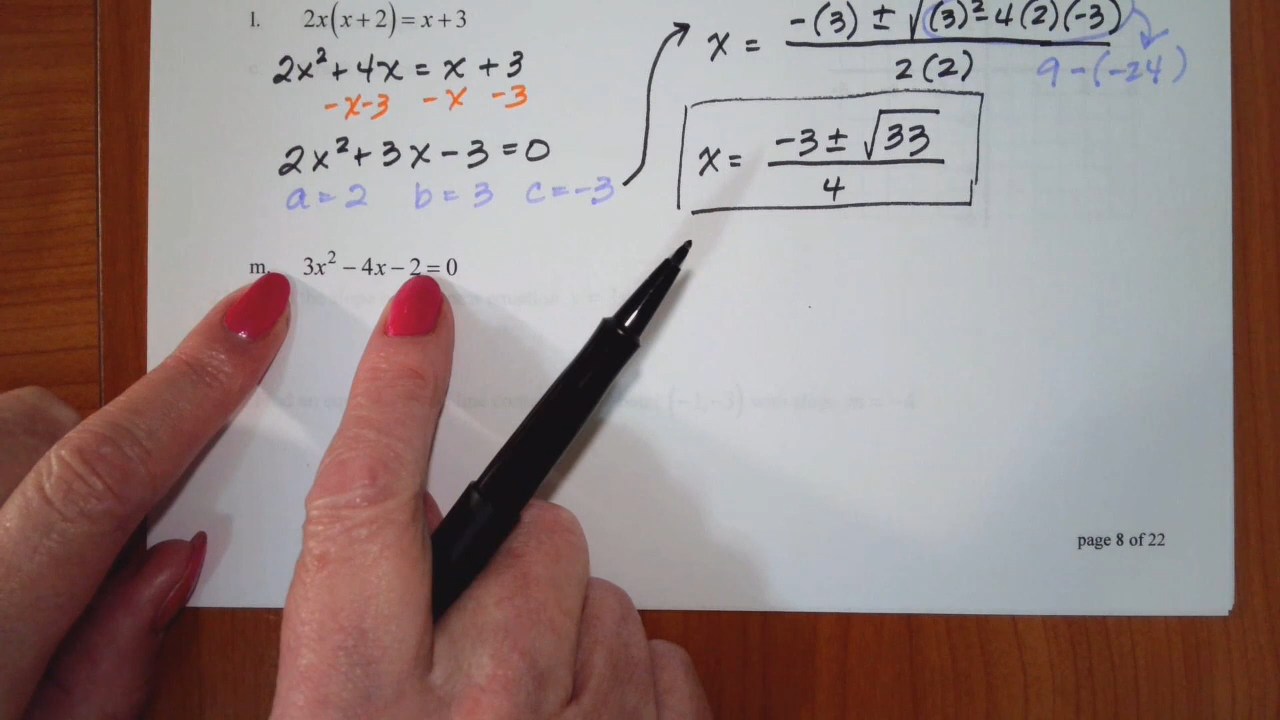 l. 2x(x+2) = x+3
2x² + 4x = x + 3
-x-3 -x -3
2x² + 3x - 3 = 0
a = 2 b = 3 c = -3
x = -(3) ± √(3)²-4(2)(-3)
2(2)
9-(-24)
x = -3 ± √33
4
m. 3x² - 4x - 2 = 0
page 8 of 22